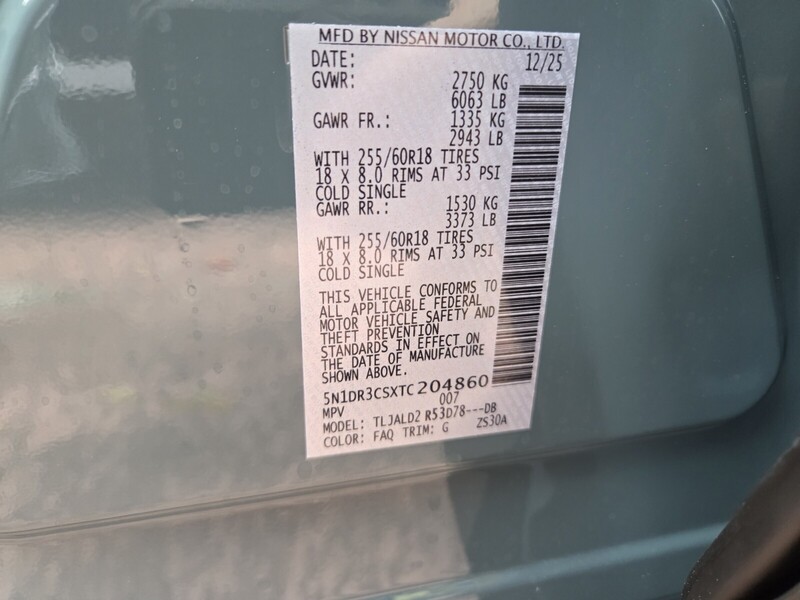 MFD BY NISSAN MOTOR CO., LTD.
DATE: 12/25
GVWR: 2750 KG
6063 LB
GAWR FR.: 1335 KG
2943 LB
WITH 255/60R18 TIRES
18 X 8.0 RIMS AT 33 PSI
COLD SINGLE
GAWR RR.: 1530 KG
3373 LB
WITH 255/60R18 TIRES
18 X 8.0 RIMS AT 33 PSI
COLD SINGLE
THIS VEHICLE CONFORMS TO
ALL APPLICABLE FEDERAL
MOTOR VEHICLE SAFETY AND
THEFT PREVENTION
STANDARDS IN EFFECT ON
THE DATE OF MANUFACTURE
SHOWN ABOVE.
5N1DR3CSXTC204860
MPV 007
MODEL: TLJALD2 R53D78---DB
COLOR: FAQ TRIM: G ZS30A